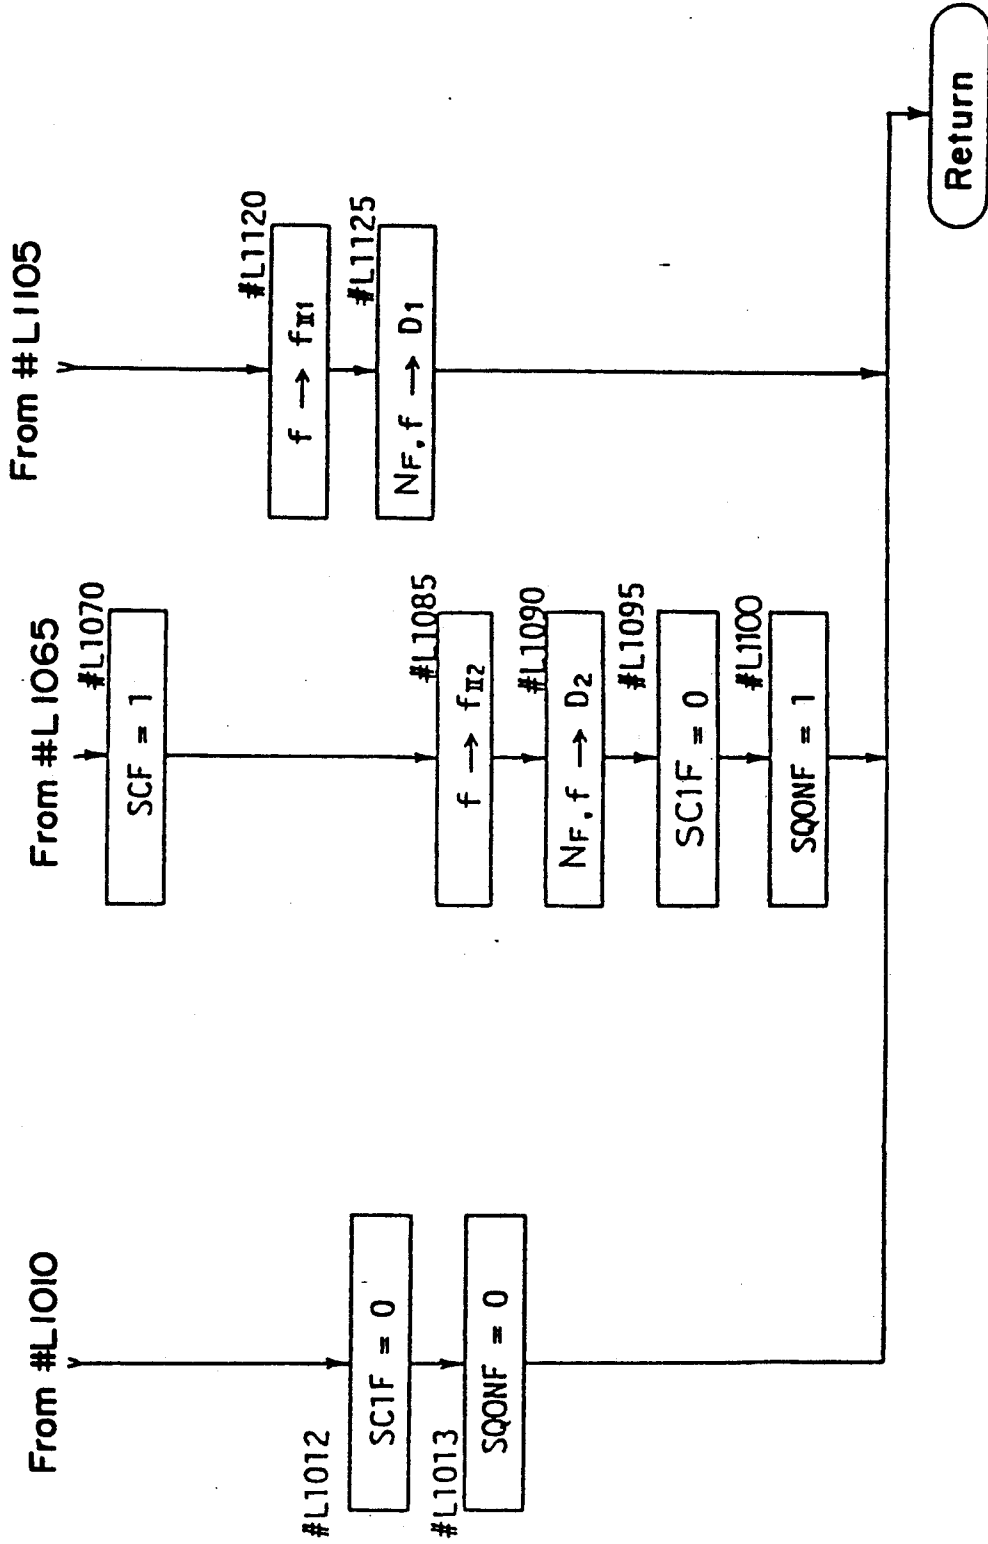 From #L1010
#L1012
SC1F = 0
#L1013
SQONF = 0
From #L1065
#L1070
SCF = 1
#L1085
f → fII2
#L1090
NF, f → D2
#L1095
SC1F = 0
#L1100
SQONF = 1
From #L1105
#L1120
f → fII1
#L1125
NF, f → D1
Return